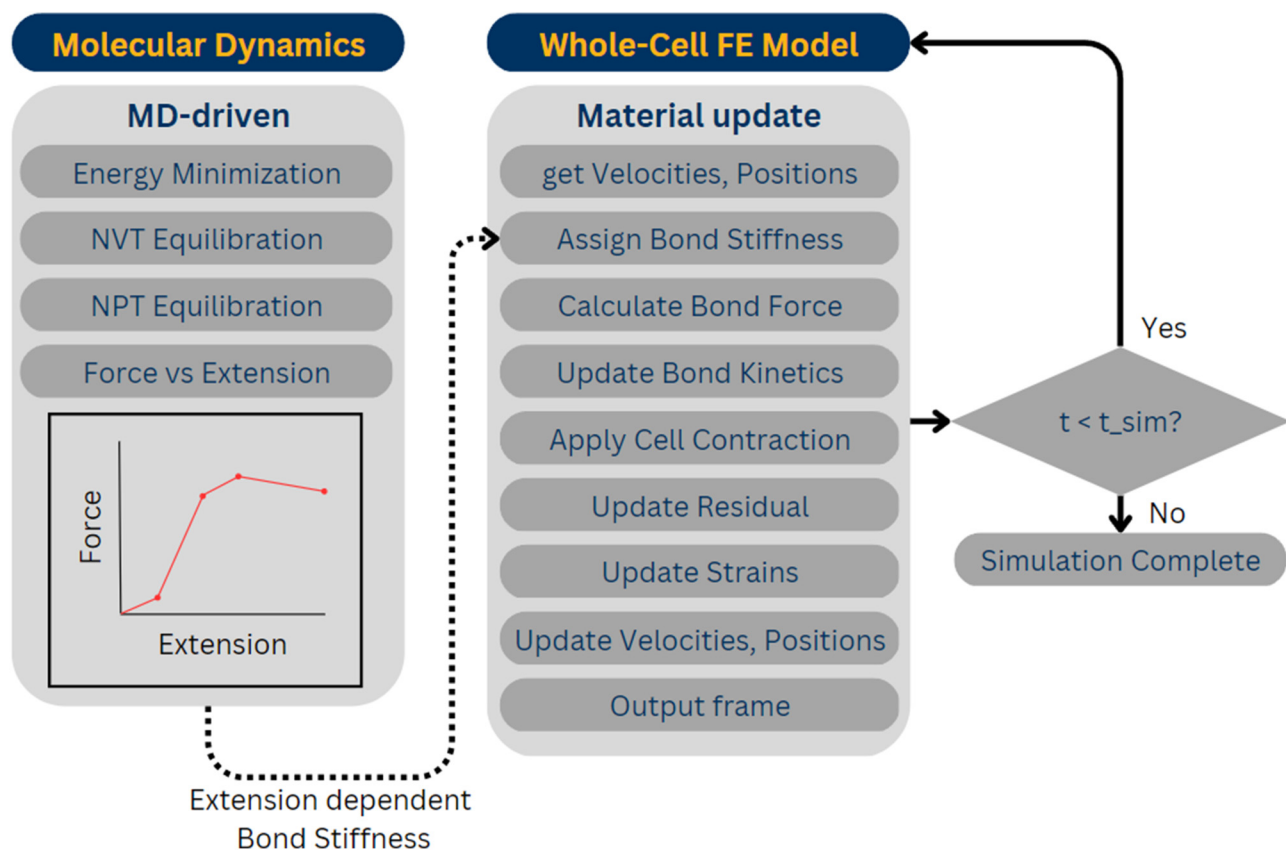 Molecular Dynamics
MD-driven
Energy Minimization
NVT Equilibration
NPT Equilibration
Force vs Extension
Force
Extension
Extension dependent
Bond Stiffness
Whole-Cell FE Model
Material update
get Velocities, Positions
Assign Bond Stiffness
Calculate Bond Force
Update Bond Kinetics
Apply Cell Contraction
Update Residual
Update Strains
Update Velocities, Positions
Output frame
t < t_sim?
Yes
No
Simulation Complete